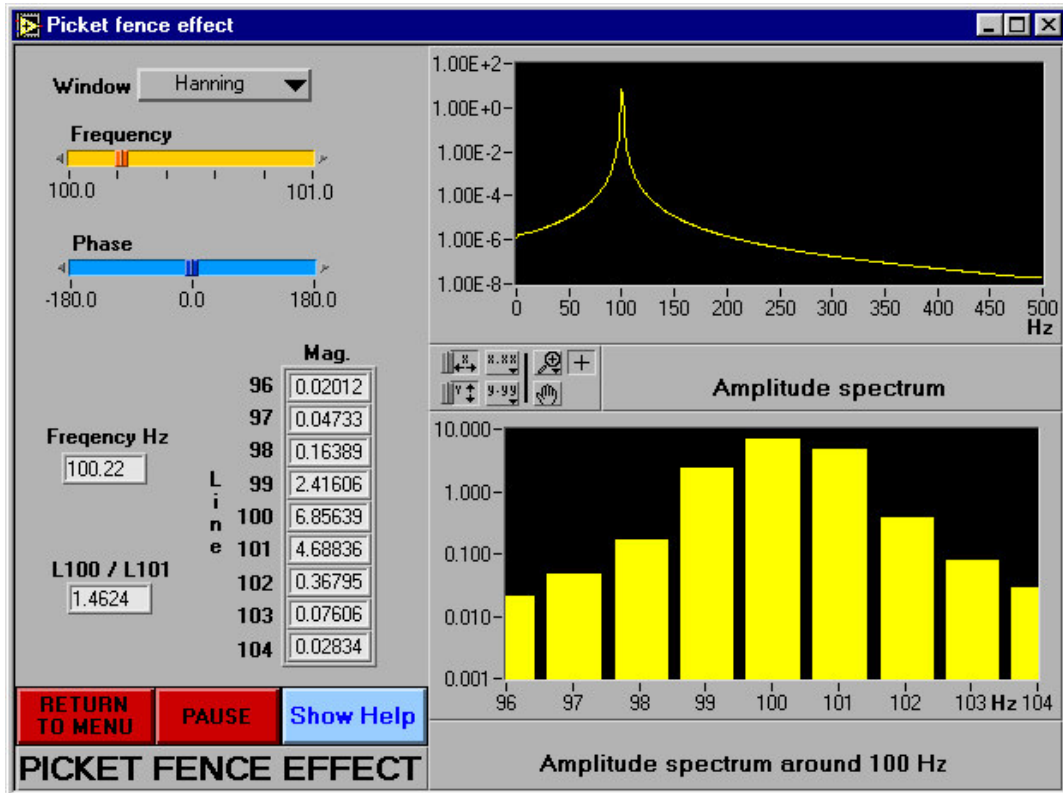 Picket fence effect
Window Hanning
Frequency
100.0 101.0
Phase
-180.0 0.0 180.0
Mag.
96 0.02012
97 0.04733
98 0.16389
99 2.41606
100 6.85639
101 4.68836
102 0.36795
103 0.07606
104 0.02834
Line
Freqency Hz
100.22
L100 / L101
1.4624
RETURN
TO MENU
PAUSE
Show Help
PICKET FENCE EFFECT
1.00E+2
1.00E+0
1.00E-2
1.00E-4
1.00E-6
1.00E-8
0 50 100 150 200 250 300 350 400 450 500
Hz
X X.XX
Y Y.YY
Amplitude spectrum
10.000
1.000
0.100
0.010
0.001
96 97 98 99 100 101 102 103 Hz 104
Amplitude spectrum around 100 Hz